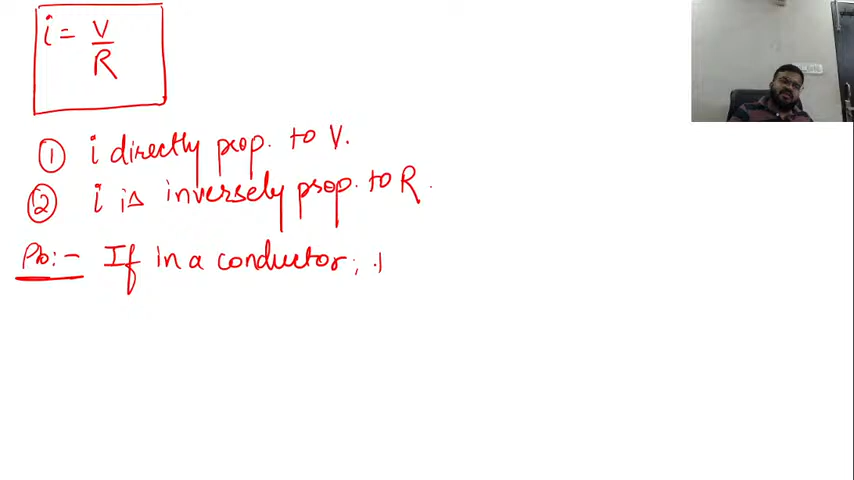 i = V/R
① i directly prop. to V.
② i is inversely prop. to R.
Pb:- If in a conductor,